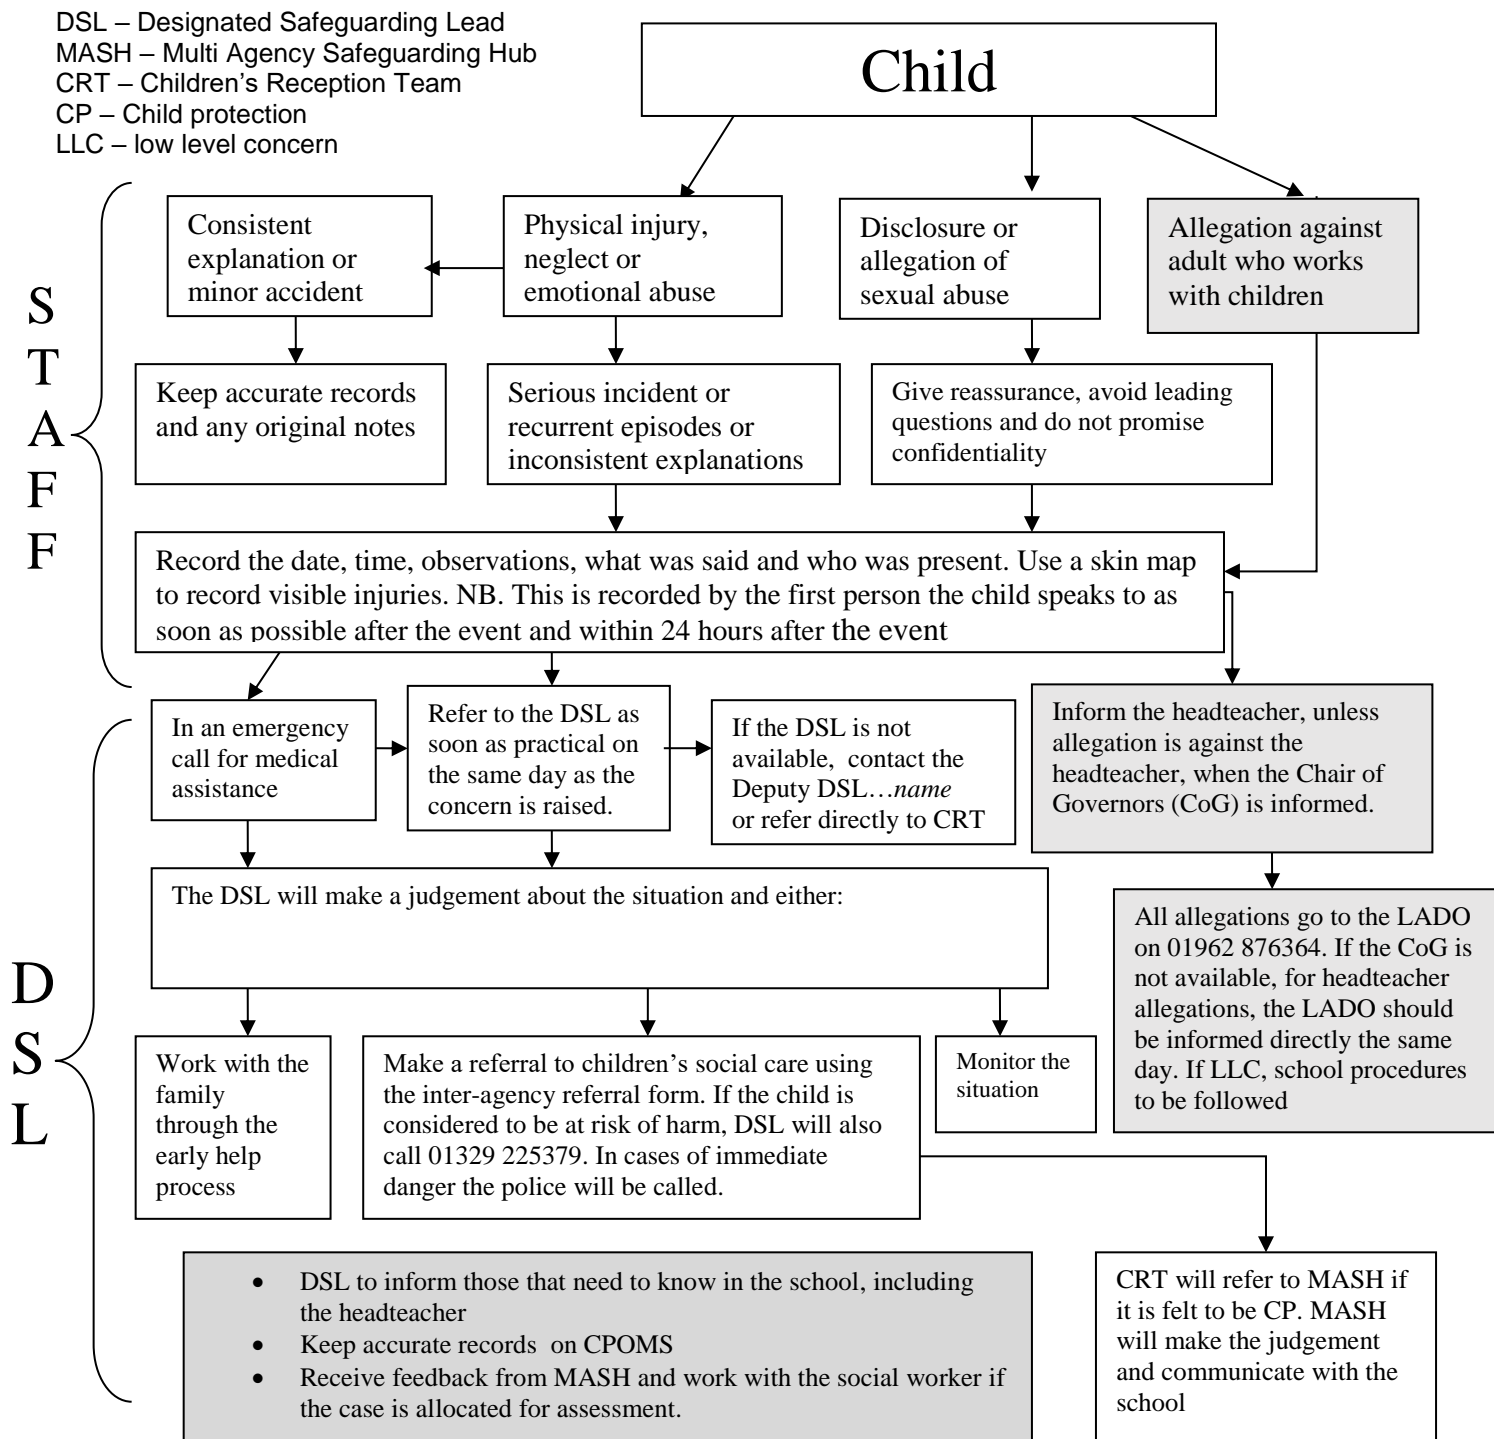 DSL – Designated Safeguarding Lead
MASH – Multi Agency Safeguarding Hub
CRT – Children's Reception Team
CP – Child protection
LLC – low level concern
Child
S
T
A
F
F
Consistent
explanation or
minor accident
Physical injury,
neglect or
emotional abuse
Disclosure or
allegation of
sexual abuse
Allegation against
adult who works
with children
Keep accurate records
and any original notes
Serious incident or
recurrent episodes or
inconsistent explanations
Give reassurance, avoid leading
questions and do not promise
confidentiality
Record the date, time, observations, what was said and who was present. Use a skin map
to record visible injuries. NB. This is recorded by the first person the child speaks to as
soon as possible after the event and within 24 hours after the event
D
S
L
In an emergency
call for medical
assistance
Refer to the DSL as
soon as practical on
the same day as the
concern is raised.
If the DSL is not
available, contact the
Deputy DSL…name
or refer directly to CRT
Inform the headteacher, unless
allegation is against the
headteacher, when the Chair of
Governors (CoG) is informed.
The DSL will make a judgement about the situation and either:
All allegations go to the LADO
on 01962 876364. If the CoG is
not available, for headteacher
allegations, the LADO should
be informed directly the same
day. If LLC, school procedures
to be followed
Work with the
family
through the
early help
process
Make a referral to children's social care using
the inter-agency referral form. If the child is
considered to be at risk of harm, DSL will also
call 01329 225379. In cases of immediate
danger the police will be called.
Monitor the
situation
• DSL to inform those that need to know in the school, including
the headteacher
• Keep accurate records on CPOMS
• Receive feedback from MASH and work with the social worker if
the case is allocated for assessment.
CRT will refer to MASH if
it is felt to be CP. MASH
will make the judgement
and communicate with the
school